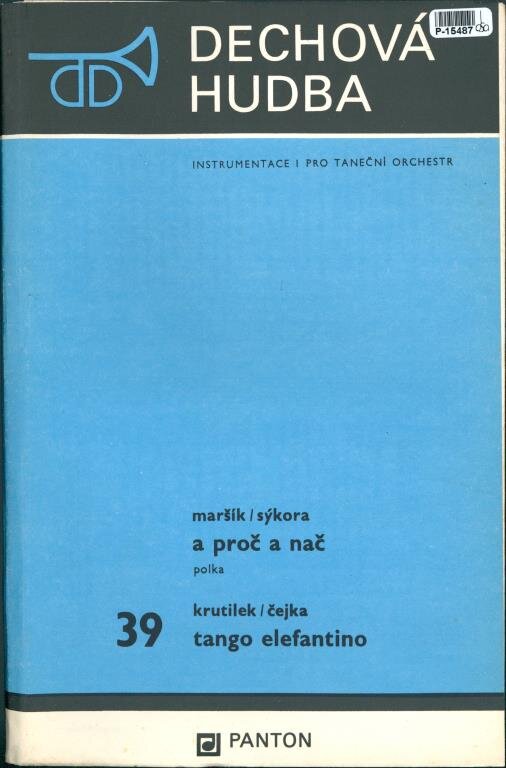 DECHOVÁ
HUDBA
P-15487
INSTRUMENTACE I PRO TANEČNÍ ORCHESTR
maršík / sýkora
a proč a nač
polka
krutilek / čejka
39 tango elefantino
PANTON